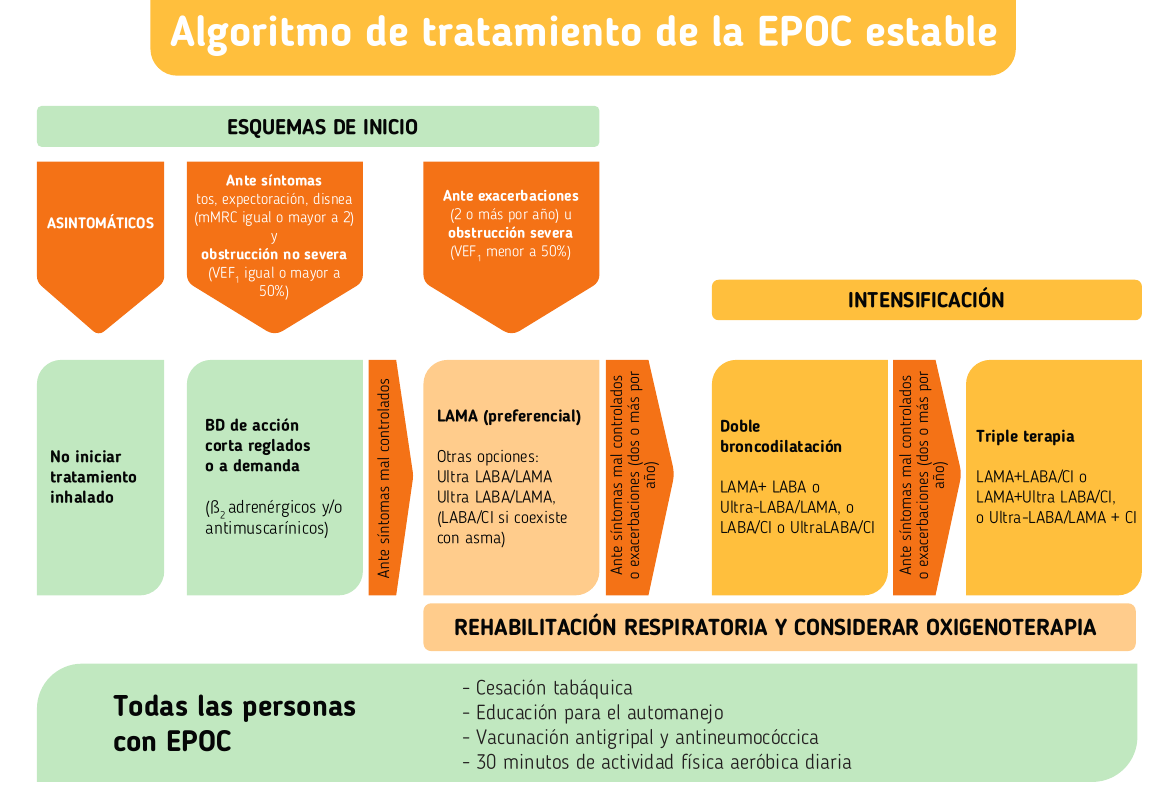 Algoritmo de tratamiento de la EPOC estable
ESQUEMAS DE INICIO
ASINTOMÁTICOS
Ante síntomas
tos, expectoración, disnea
(mMRC igual o mayor a 2)
y
obstrucción no severa
(VEF1 igual o mayor a
50%)
Ante exacerbaciones
(2 o más por año) u
obstrucción severa
(VEF1 menor a 50%)
INTENSIFICACIÓN
No iniciar
tratamiento
inhalado
BD de acción
corta reglados
o a demanda
(ß2 adrenérgicos y/o
antimuscarínicos)
Ante síntomas mal controlados
LAMA (preferencial)
Otras opciones:
Ultra LABA/LAMA
Ultra LABA/LAMA,
(LABA/CI si coexiste
con asma)
Ante síntomas mal controlados
o exacerbaciones (dos o más por
año)
Doble
broncodilatación
LAMA+ LABA o
Ultra-LABA/LAMA, o
LABA/CI o UltraLABA/CI
Ante síntomas mal controlados
o exacerbaciones (dos o más por
año)
Triple terapia
LAMA+LABA/CI o
LAMA+Ultra LABA/CI,
o Ultra-LABA/LAMA + CI
REHABILITACIÓN RESPIRATORIA Y CONSIDERAR OXIGENOTERAPIA
Todas las personas
con EPOC
- Cesación tabáquica
- Educación para el automanejo
- Vacunación antigripal y antineumocóccica
- 30 minutos de actividad física aeróbica diaria